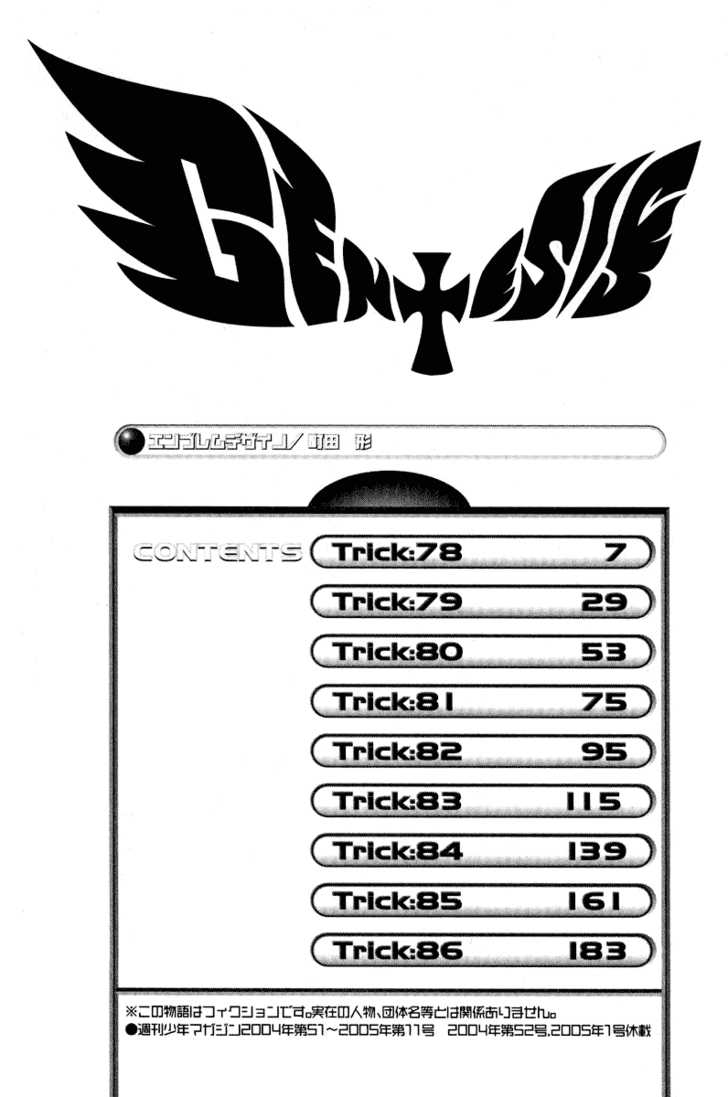 GENESIS
エンブレムデザイン/町田 形
CONTENTS
Trick:78 7
Trick:79 29
Trick:80 53
Trick:81 75
Trick:82 95
Trick:83 115
Trick:84 139
Trick:85 161
Trick:86 183
※この物語はフィクションです。実在の人物、団体名等とは関係ありません。
●週刊少年マガジン2004年第51～2005年第11号 2004年第52号,2005年1号休載